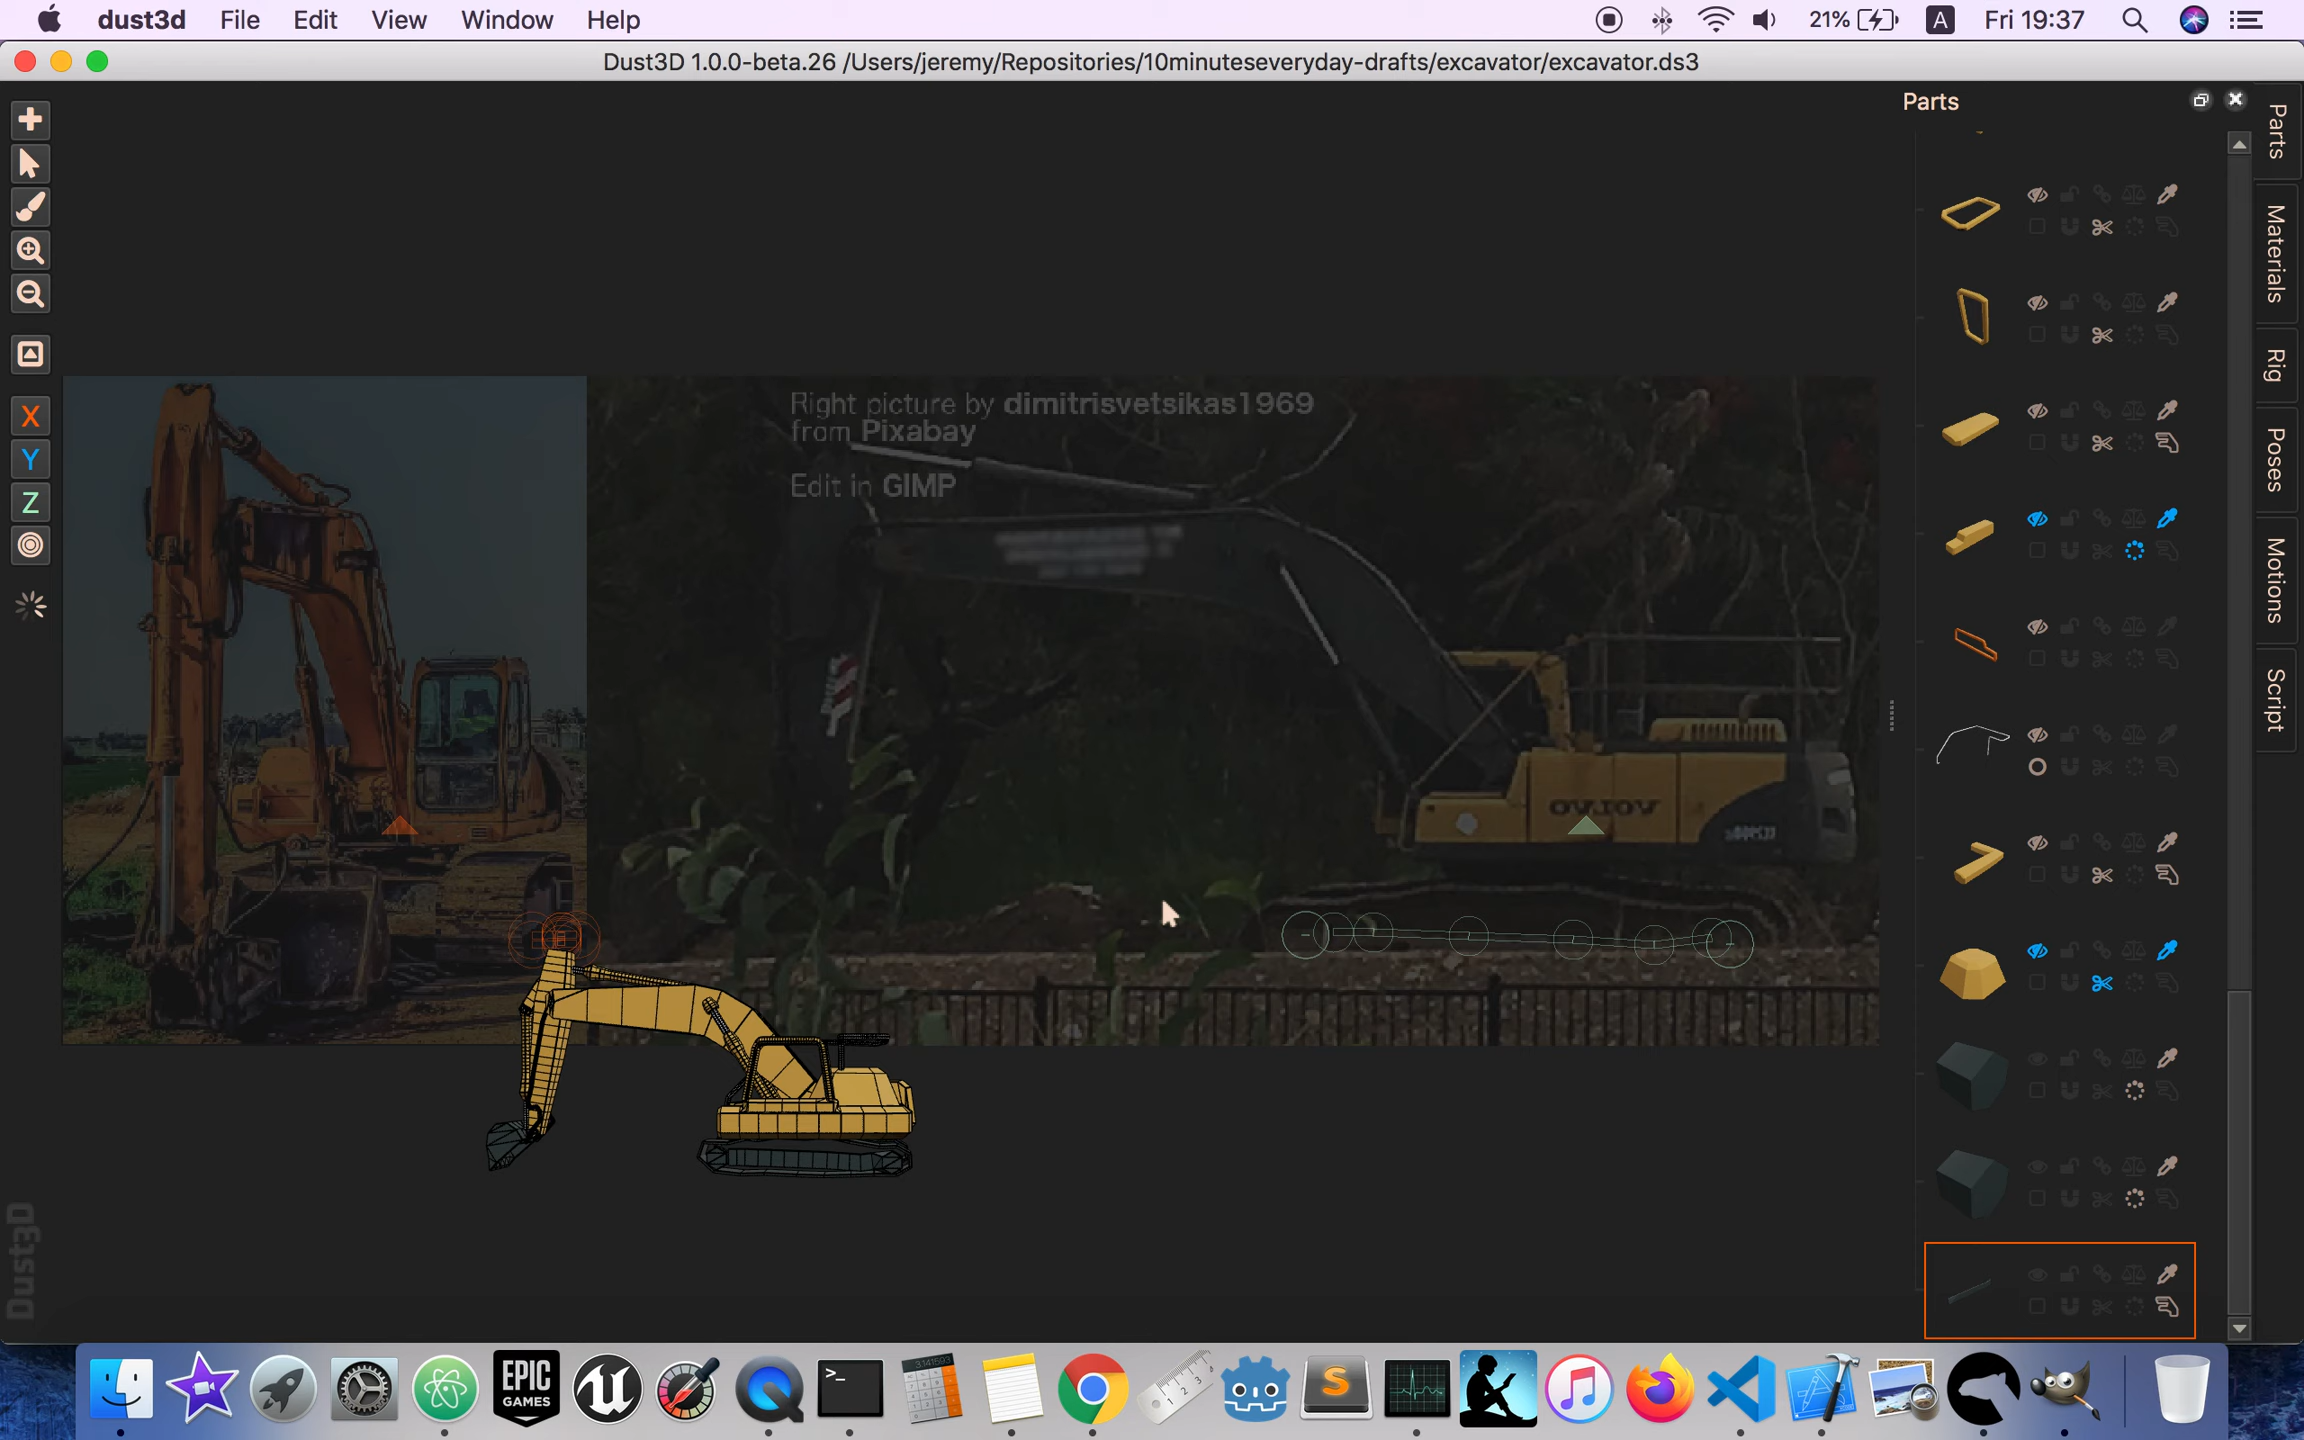 dust3d File Edit View Window Help 21% A Fri 19:37
Dust3D 1.0.0-beta.26 /Users/jeremy/Repositories/10minuteseveryday-drafts/excavator/excavator.ds3
Parts
Parts
Materials
Rig
Poses
Motions
Script
X
Y
Z
Right picture by dimitrisvetsikas1969
from Pixabay
Edit in GIMP
Dust3D
EPIC
GAMES
3.141593